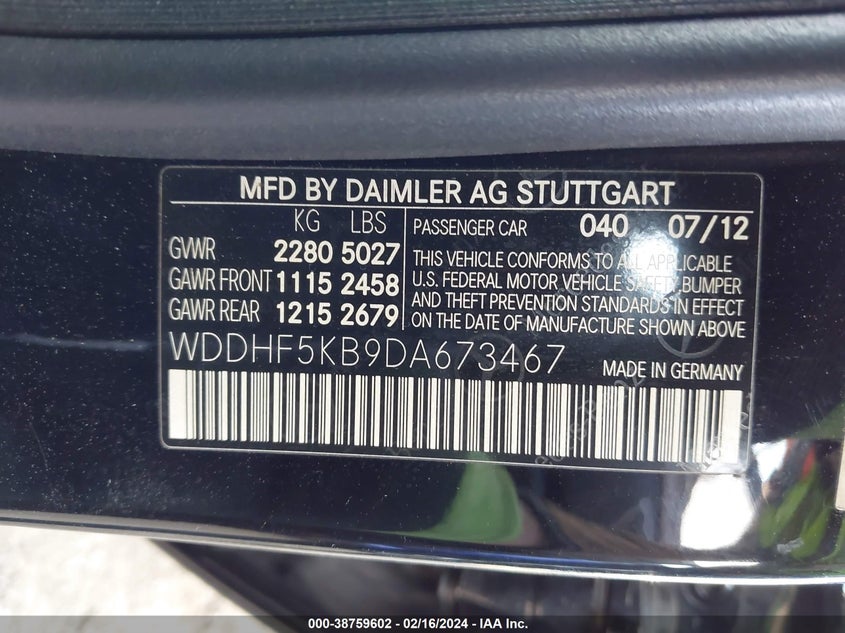 MFD BY DAIMLER AG STUTTGART
KG LBS
GVWR 2280 5027
GAWR FRONT 1115 2458
GAWR REAR 1215 2679
PASSENGER CAR 040 07/12
THIS VEHICLE CONFORMS TO ALL APPLICABLE
U.S. FEDERAL MOTOR VEHICLE SAFETY,BUMPER
AND THEFT PREVENTION STANDARDS IN EFFECT
ON THE DATE OF MANUFACTURE SHOWN ABOVE
WDDHF5KB9DA673467
MADE IN GERMANY
000-38759602 / 02/16/2024 - IAA Inc.